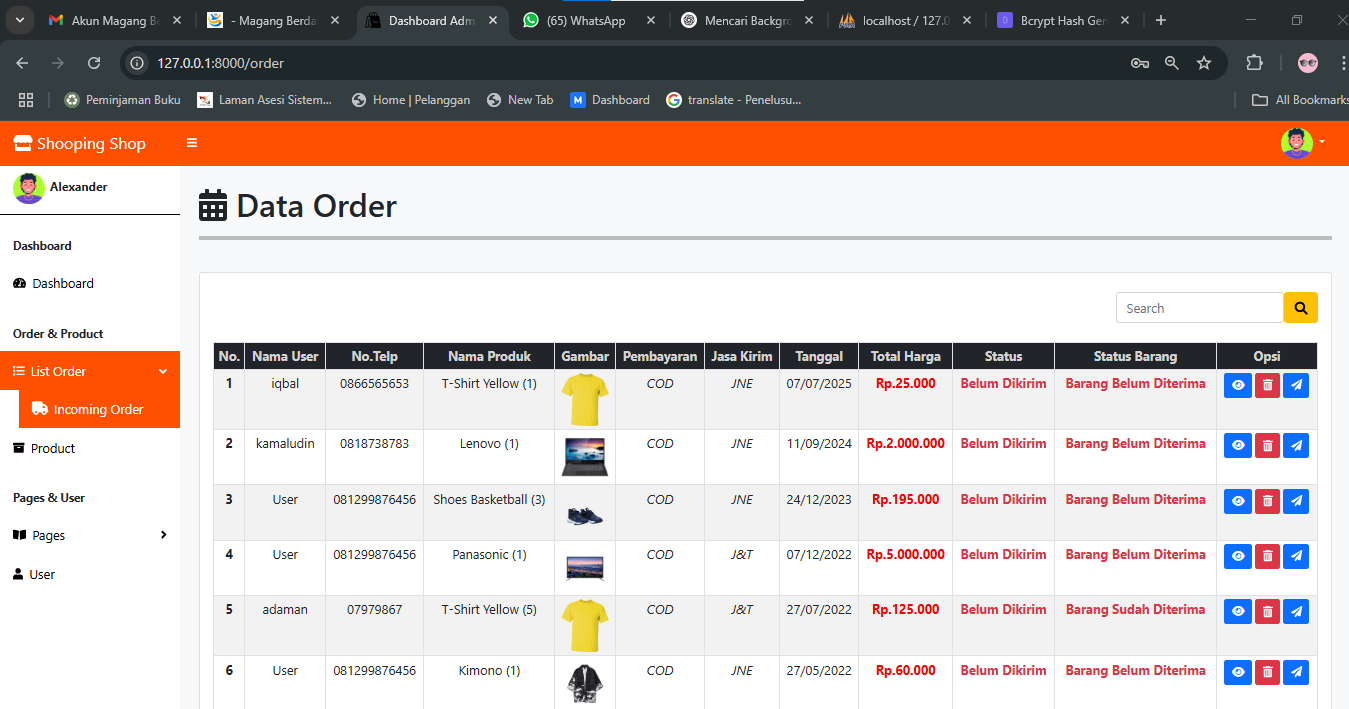 Akun Magang Be
- Magang Berda
Dashboard Adm
(65) WhatsApp
Mencari Backgro
localhost / 127.0
Bcrypt Hash Gen
127.0.0.1:8000/order
Peminjaman Buku
Laman Asesi Sistem...
Home | Pelanggan
New Tab
Dashboard
translate - Penelusu...
All Bookmarks
Shooping Shop
Alexander
Data Order
Dashboard
Dashboard
Order & Product
List Order
Incoming Order
Product
Pages & User
Pages
User
Search
No. Nama User No.Telp Nama Produk Gambar Pembayaran Jasa Kirim Tanggal Total Harga Status Status Barang Opsi
1 iqbal 0866565653 T-Shirt Yellow (1) COD JNE 07/07/2025 Rp.25.000 Belum Dikirim Barang Belum Diterima
2 kamaludin 0818738783 Lenovo (1) COD JNE 11/09/2024 Rp.2.000.000 Belum Dikirim Barang Belum Diterima
3 User 081299876456 Shoes Basketball (3) COD JNE 24/12/2023 Rp.195.000 Belum Dikirim Barang Belum Diterima
4 User 081299876456 Panasonic (1) COD J&T 07/12/2022 Rp.5.000.000 Belum Dikirim Barang Belum Diterima
5 adaman 07979867 T-Shirt Yellow (5) COD J&T 27/07/2022 Rp.125.000 Belum Dikirim Barang Sudah Diterima
6 User 081299876456 Kimono (1) COD JNE 27/05/2022 Rp.60.000 Belum Dikirim Barang Belum Diterima